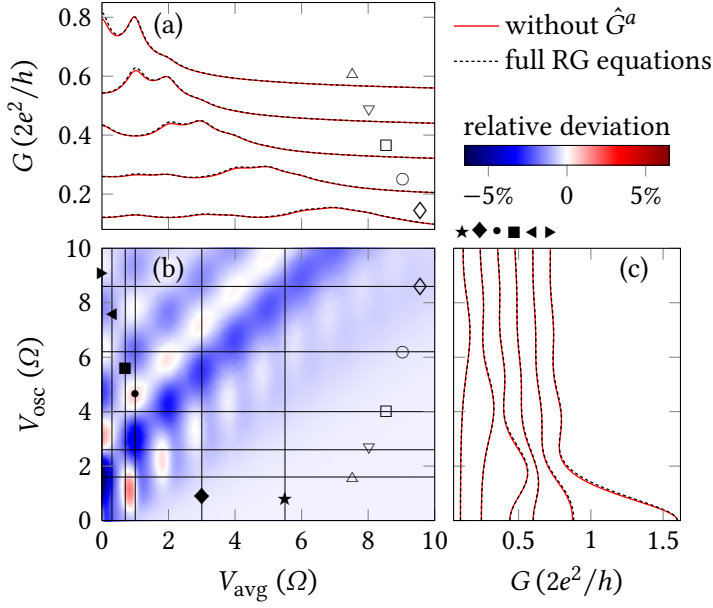 (a)
0.8
0.6
0.4
0.2
G (2e²/h)
without Ĝᵃ
full RG equations
relative deviation
−5% 0 5%
(b)
10
8
6
4
2
0
V_osc (Ω)
0 2 4 6 8 10
V_avg (Ω)
(c)
0.5 1 1.5
G (2e²/h)